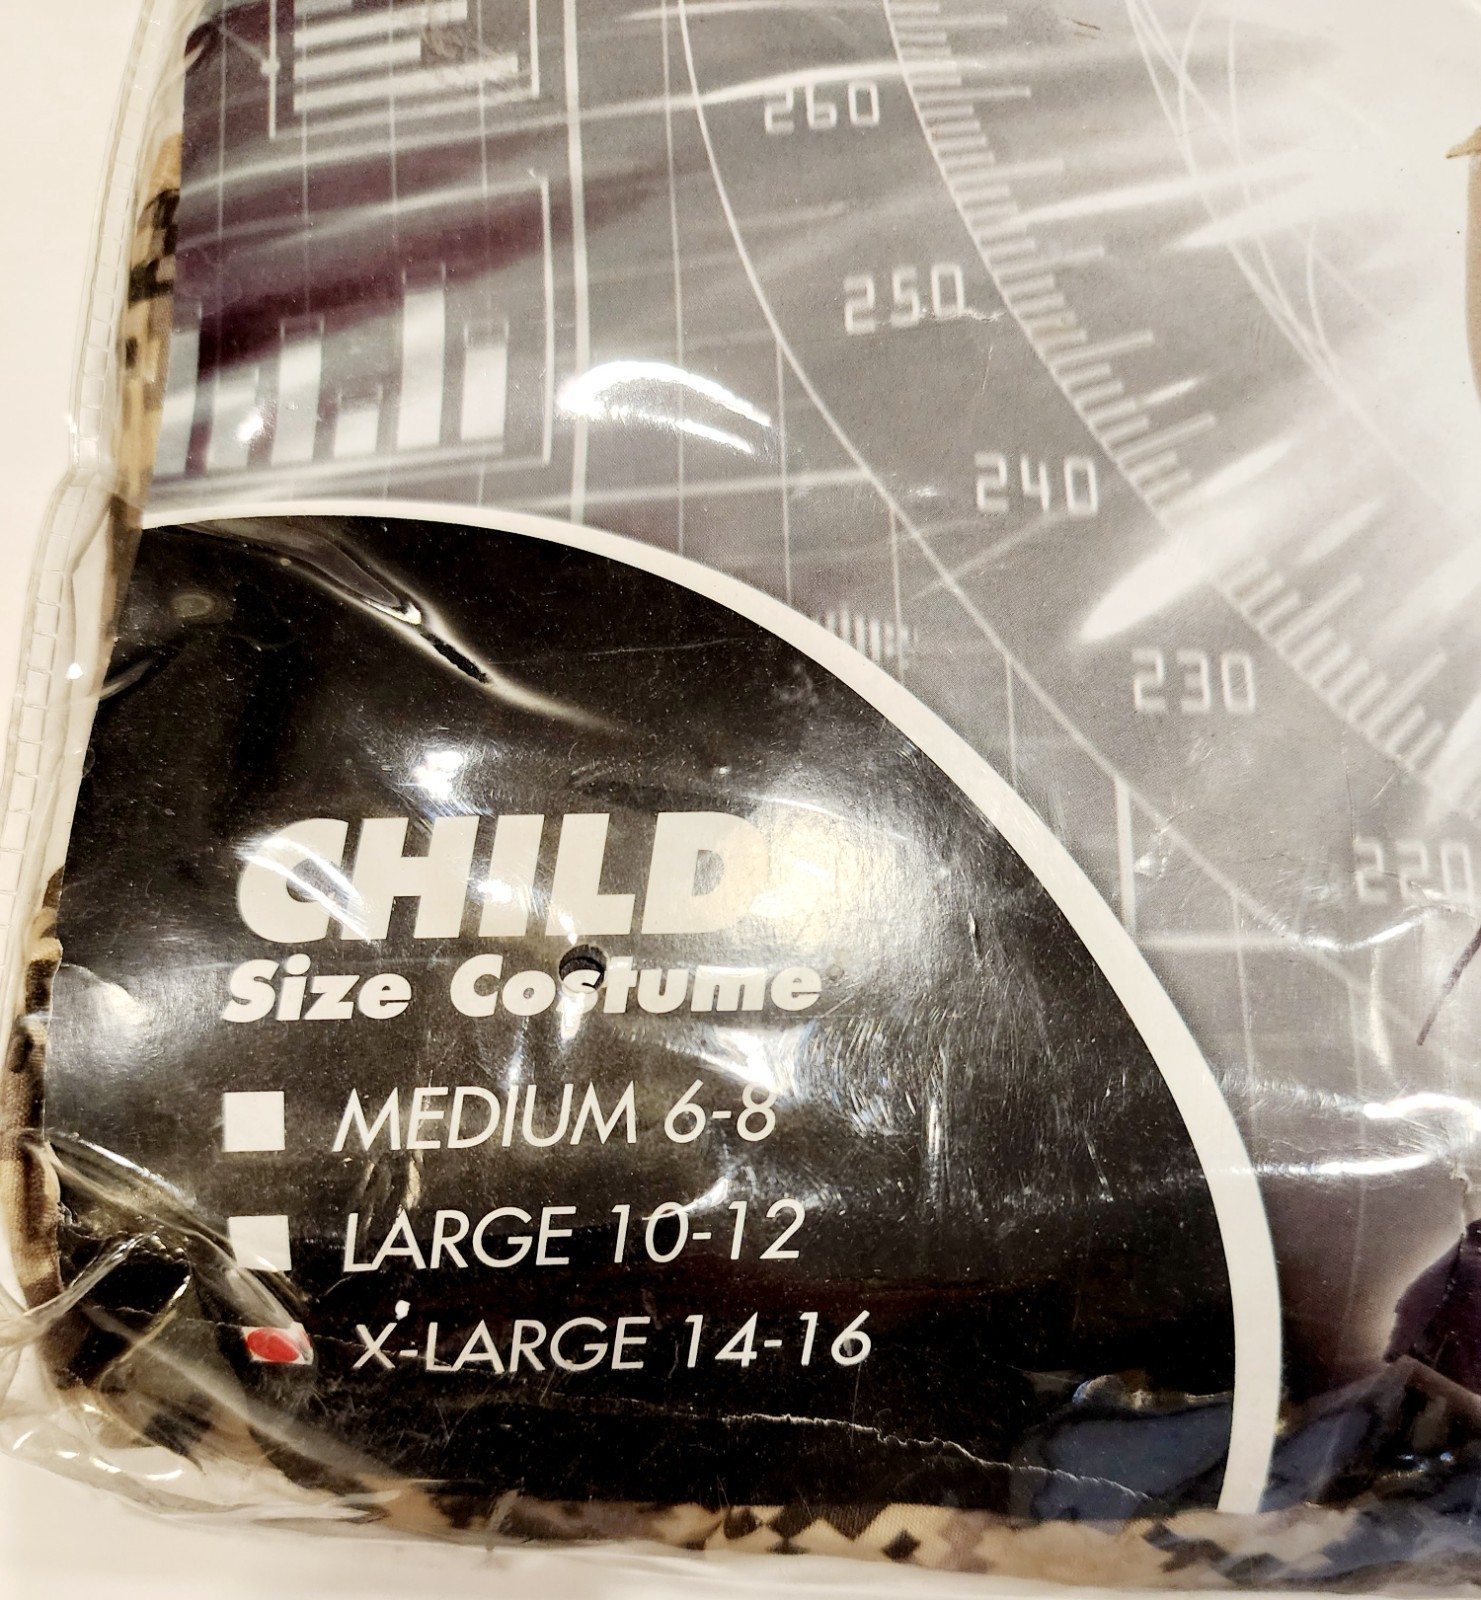 260
250
240
230
220
CHILD
Size Costume
MEDIUM 6-8
LARGE 10-12
X-LARGE 14-16